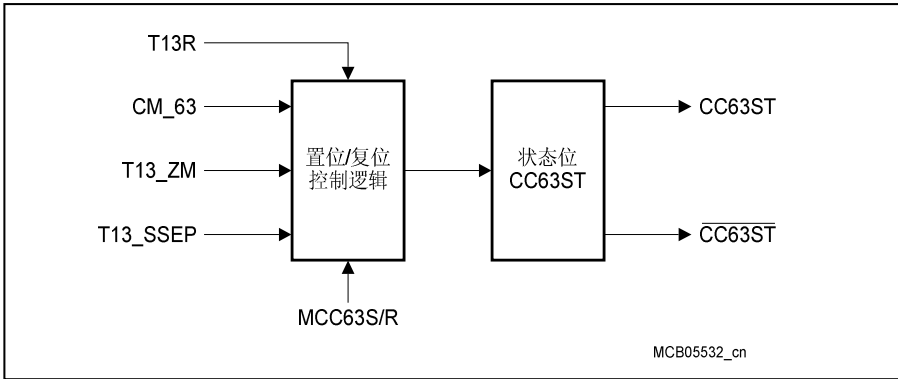 T13R
CM_63
T13_ZM
T13_SSEP
置位/复位
控制逻辑
MCC63S/R
状态位
CC63ST
CC63ST
CC63ST
MCB05532_cn